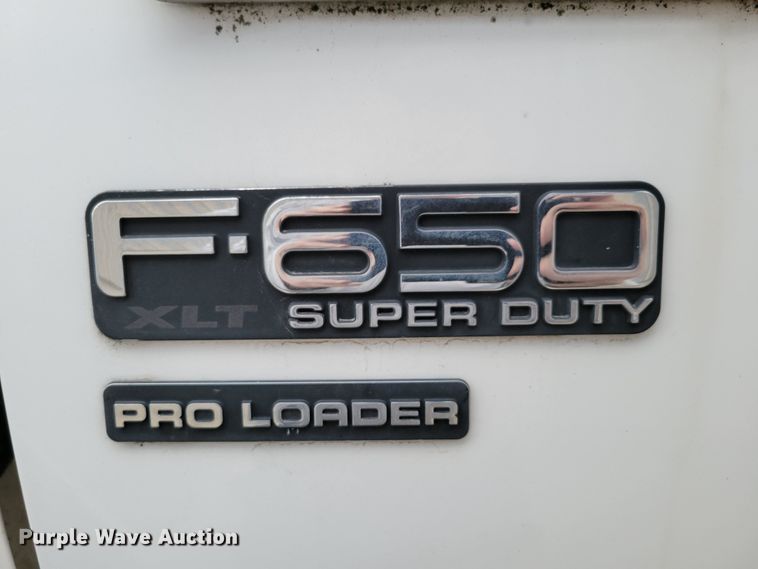 F-650
XLT SUPER DUTY
PRO LOADER
Purple Wave Auction